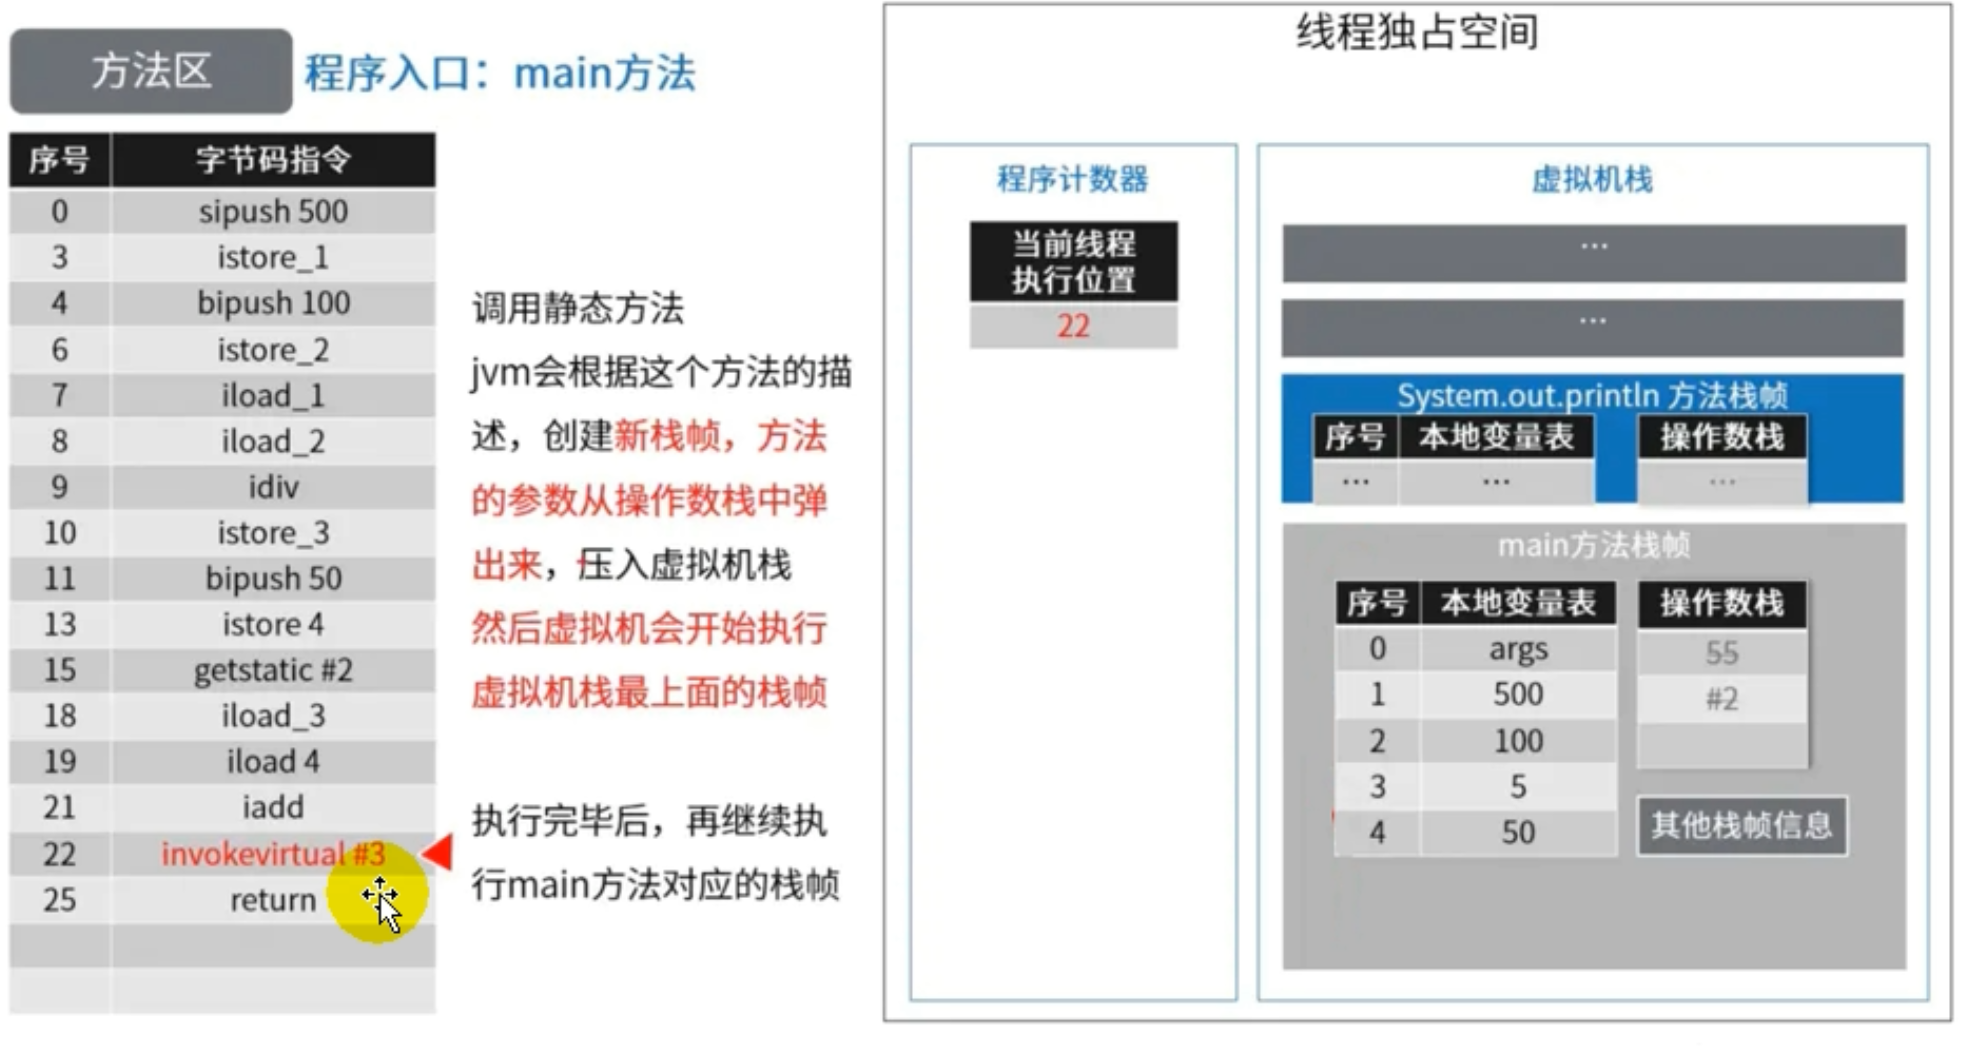 方法区 程序入口：main方法
序号 字节码指令
0 sipush 500
3 istore_1
4 bipush 100
6 istore_2
7 iload_1
8 iload_2
9 idiv
10 istore_3
11 bipush 50
13 istore 4
15 getstatic #2
18 iload_3
19 iload 4
21 iadd
22 invokevirtual #3
25 return
调用静态方法
jvm会根据这个方法的描
述，创建新栈帧，方法
的参数从操作数栈中弹
出来，压入虚拟机栈
然后虚拟机会开始执行
虚拟机栈最上面的栈帧
执行完毕后，再继续执
行main方法对应的栈帧
线程独占空间
程序计数器
当前线程
执行位置
22
虚拟机栈
...
...
System.out.println 方法栈帧
序号 本地变量表 操作数栈
... ... ...
main方法栈帧
序号 本地变量表
0 args
1 500
2 100
3 5
4 50
操作数栈
55
#2
其他栈帧信息